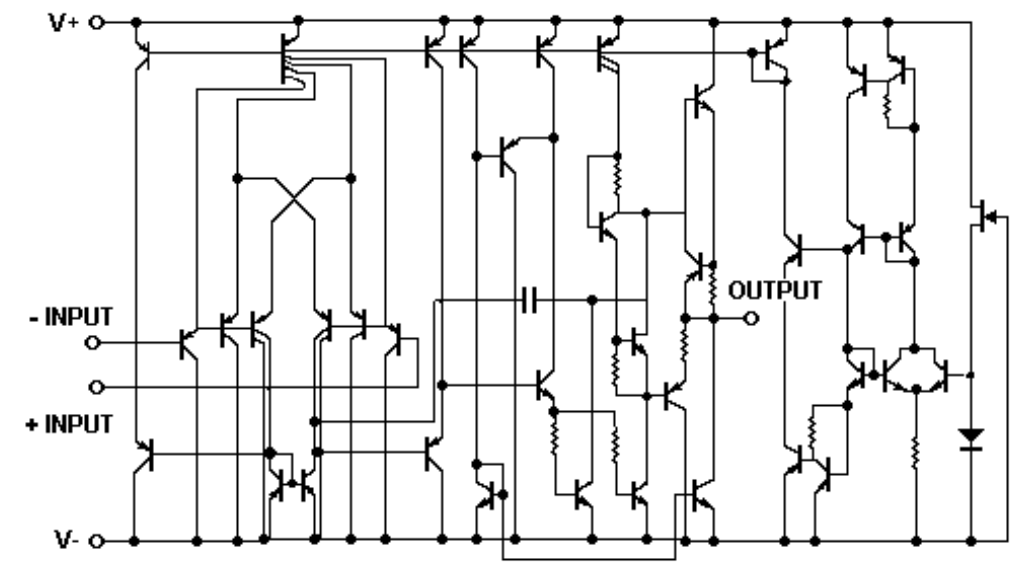 V+
OUTPUT
- INPUT
+ INPUT
V-